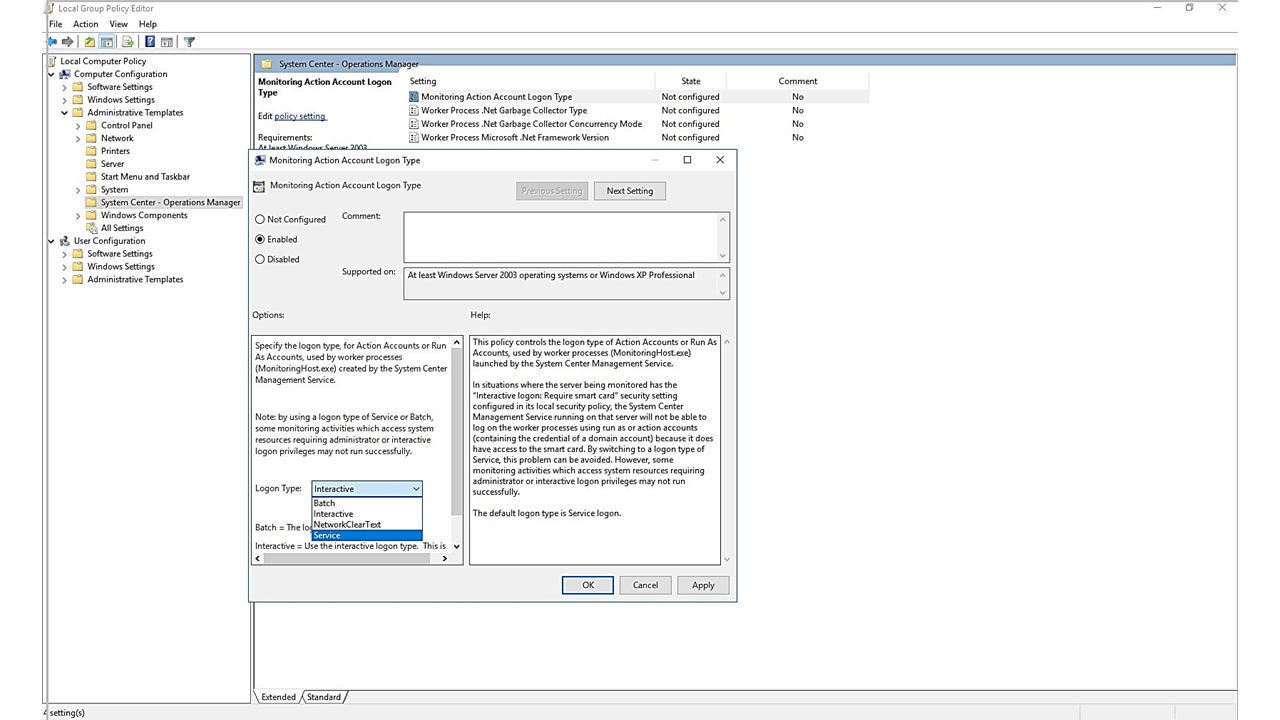 Local Group Policy Editor
File Action View Help
Local Computer Policy
Computer Configuration
Software Settings
Windows Settings
Administrative Templates
Control Panel
Network
Printers
Server
Start Menu and Taskbar
System
System Center - Operations Manager
Windows Components
All Settings
User Configuration
Software Settings
Windows Settings
Administrative Templates
System Center - Operations Manager
Monitoring Action Account Logon
Type
Edit policy setting
Requirements:
At least Windows Server 2003
Setting State Comment
Monitoring Action Account Logon Type Not configured No
Worker Process .Net Garbage Collector Type Not configured No
Worker Process .Net Garbage Collector Concurrency Mode Not configured No
Worker Process Microsoft .Net Framework Version Not configured No
Monitoring Action Account Logon Type
Monitoring Action Account Logon Type
Previous Setting Next Setting
Not Configured
Enabled
Disabled
Comment:
Supported on:
At least Windows Server 2003 operating systems or Windows XP Professional
Options:
Specify the logon type, for Action Accounts or Run
As Accounts, used by worker processes
(MonitoringHost.exe) created by the System Center
Management Service.
Note: by using a logon type of Service or Batch,
some monitoring activities which access system
resources requiring administrator or interactive
logon privileges may not run successfully.
Logon Type: Interactive
Batch
Interactive
NetworkClearText
Service
Batch = The lo
Interactive = Use the interactive logon type. This is
Help:
This policy controls the logon type of Action Accounts or Run As
Accounts, used by worker processes (MonitoringHost.exe)
launched by the System Center Management Service.
In situations where the server being monitored has the
"Interactive logon: Require smart card" security setting
configured in its local security policy, the System Center
Management Service running on that server will not be able to
log on the worker processes using run as or action accounts
(containing the credential of a domain account) because it does
have access to the smart card. By switching to a logon type of
Service, this problem can be avoided. However, some
monitoring activities which access system resources requiring
administrator or interactive logon privileges may not run
successfully.
The default logon type is Service logon.
OK Cancel Apply
Extended Standard
4 setting(s)